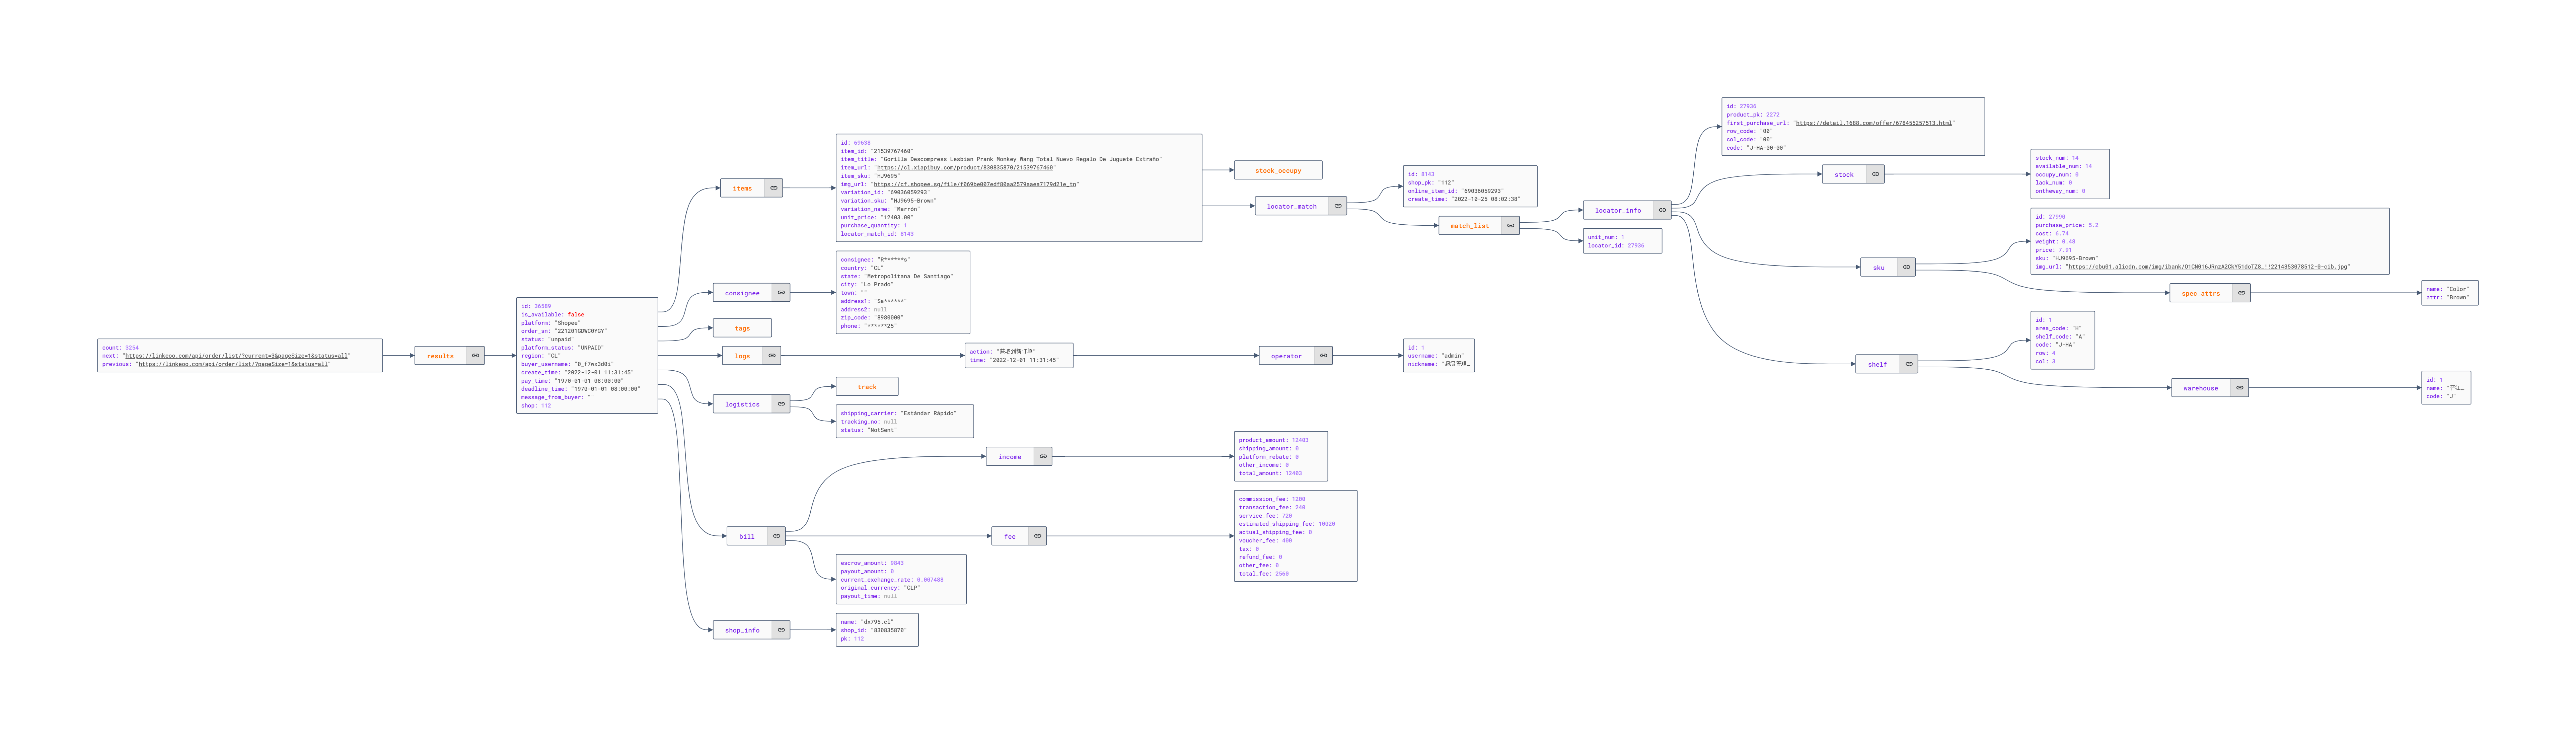 count: 3254
next: "https://linkeoo.com/api/order/list/?current=3&pageSize=1&status=all"
previous: "https://linkeoo.com/api/order/list/?pageSize=1&status=all"
results
id: 36589
is_available: false
platform: "Shopee"
order_sn: "221201GDWC0YGY"
status: "unpaid"
platform_status: "UNPAID"
region: "CL"
buyer_username: "0_f7wx3d0i"
create_time: "2022-12-01 11:31:45"
pay_time: "1970-01-01 08:00:00"
deadline_time: "1970-01-01 08:00:00"
message_from_buyer: ""
shop: 112
items
id: 69638
item_id: "21539767460"
item_title: "Gorilla Descompress Lesbian Prank Monkey Wang Total Nuevo Regalo De Juguete Extraño"
item_url: "https://cl.xiapibuy.com/product/830835870/21539767460"
item_sku: "HJ9695"
img_url: "https://cf.shopee.sg/file/f069be007edf80aa2579aaea7179d21e_tn"
variation_id: "69036059293"
variation_sku: "HJ9695-Brown"
variation_name: "Marrón"
unit_price: "12403.00"
purchase_quantity: 1
locator_match_id: 8143
stock_occupy
locator_match
id: 8143
shop_pk: "112"
online_item_id: "69036059293"
create_time: "2022-10-25 08:02:38"
match_list
locator_info
unit_num: 1
locator_id: 27936
id: 27936
product_pk: 2272
first_purchase_url: "https://detail.1688.com/offer/678455257513.html"
row_code: "00"
col_code: "00"
code: "J-HA-00-00"
stock
stock_num: 14
available_num: 14
occupy_num: 0
lack_num: 0
ontheway_num: 0
sku
id: 27990
purchase_price: 5.2
cost: 6.74
weight: 0.48
price: 7.91
sku: "HJ9695-Brown"
img_url: "https://cbu01.alicdn.com/img/ibank/O1CN016JRnzA2CkY51doTZ8_!!2214353078512-0-cib.jpg"
spec_attrs
name: "Color"
attr: "Brown"
shelf
id: 1
area_code: "H"
shelf_code: "A"
code: "J-HA"
row: 4
col: 3
warehouse
id: 1
name: "晋江…
code: "J"
consignee
consignee: "R******s"
country: "CL"
state: "Metropolitana De Santiago"
city: "Lo Prado"
town: ""
address1: "Sa******"
address2: null
zip_code: "8980000"
phone: "******25"
tags
logs
action: "获取到新订单"
time: "2022-12-01 11:31:45"
operator
id: 1
username: "admin"
nickname: "超级管理…
logistics
track
shipping_carrier: "Estándar Rápido"
tracking_no: null
status: "NotSent"
bill
income
product_amount: 12403
shipping_amount: 0
platform_rebate: 0
other_income: 0
total_amount: 12403
fee
commission_fee: 1200
transaction_fee: 240
service_fee: 720
estimated_shipping_fee: 10020
actual_shipping_fee: 0
voucher_fee: 400
tax: 0
refund_fee: 0
other_fee: 0
total_fee: 2560
escrow_amount: 9843
payout_amount: 0
current_exchange_rate: 0.007488
original_currency: "CLP"
payout_time: null
shop_info
name: "dx795.cl"
shop_id: "830835870"
pk: 112